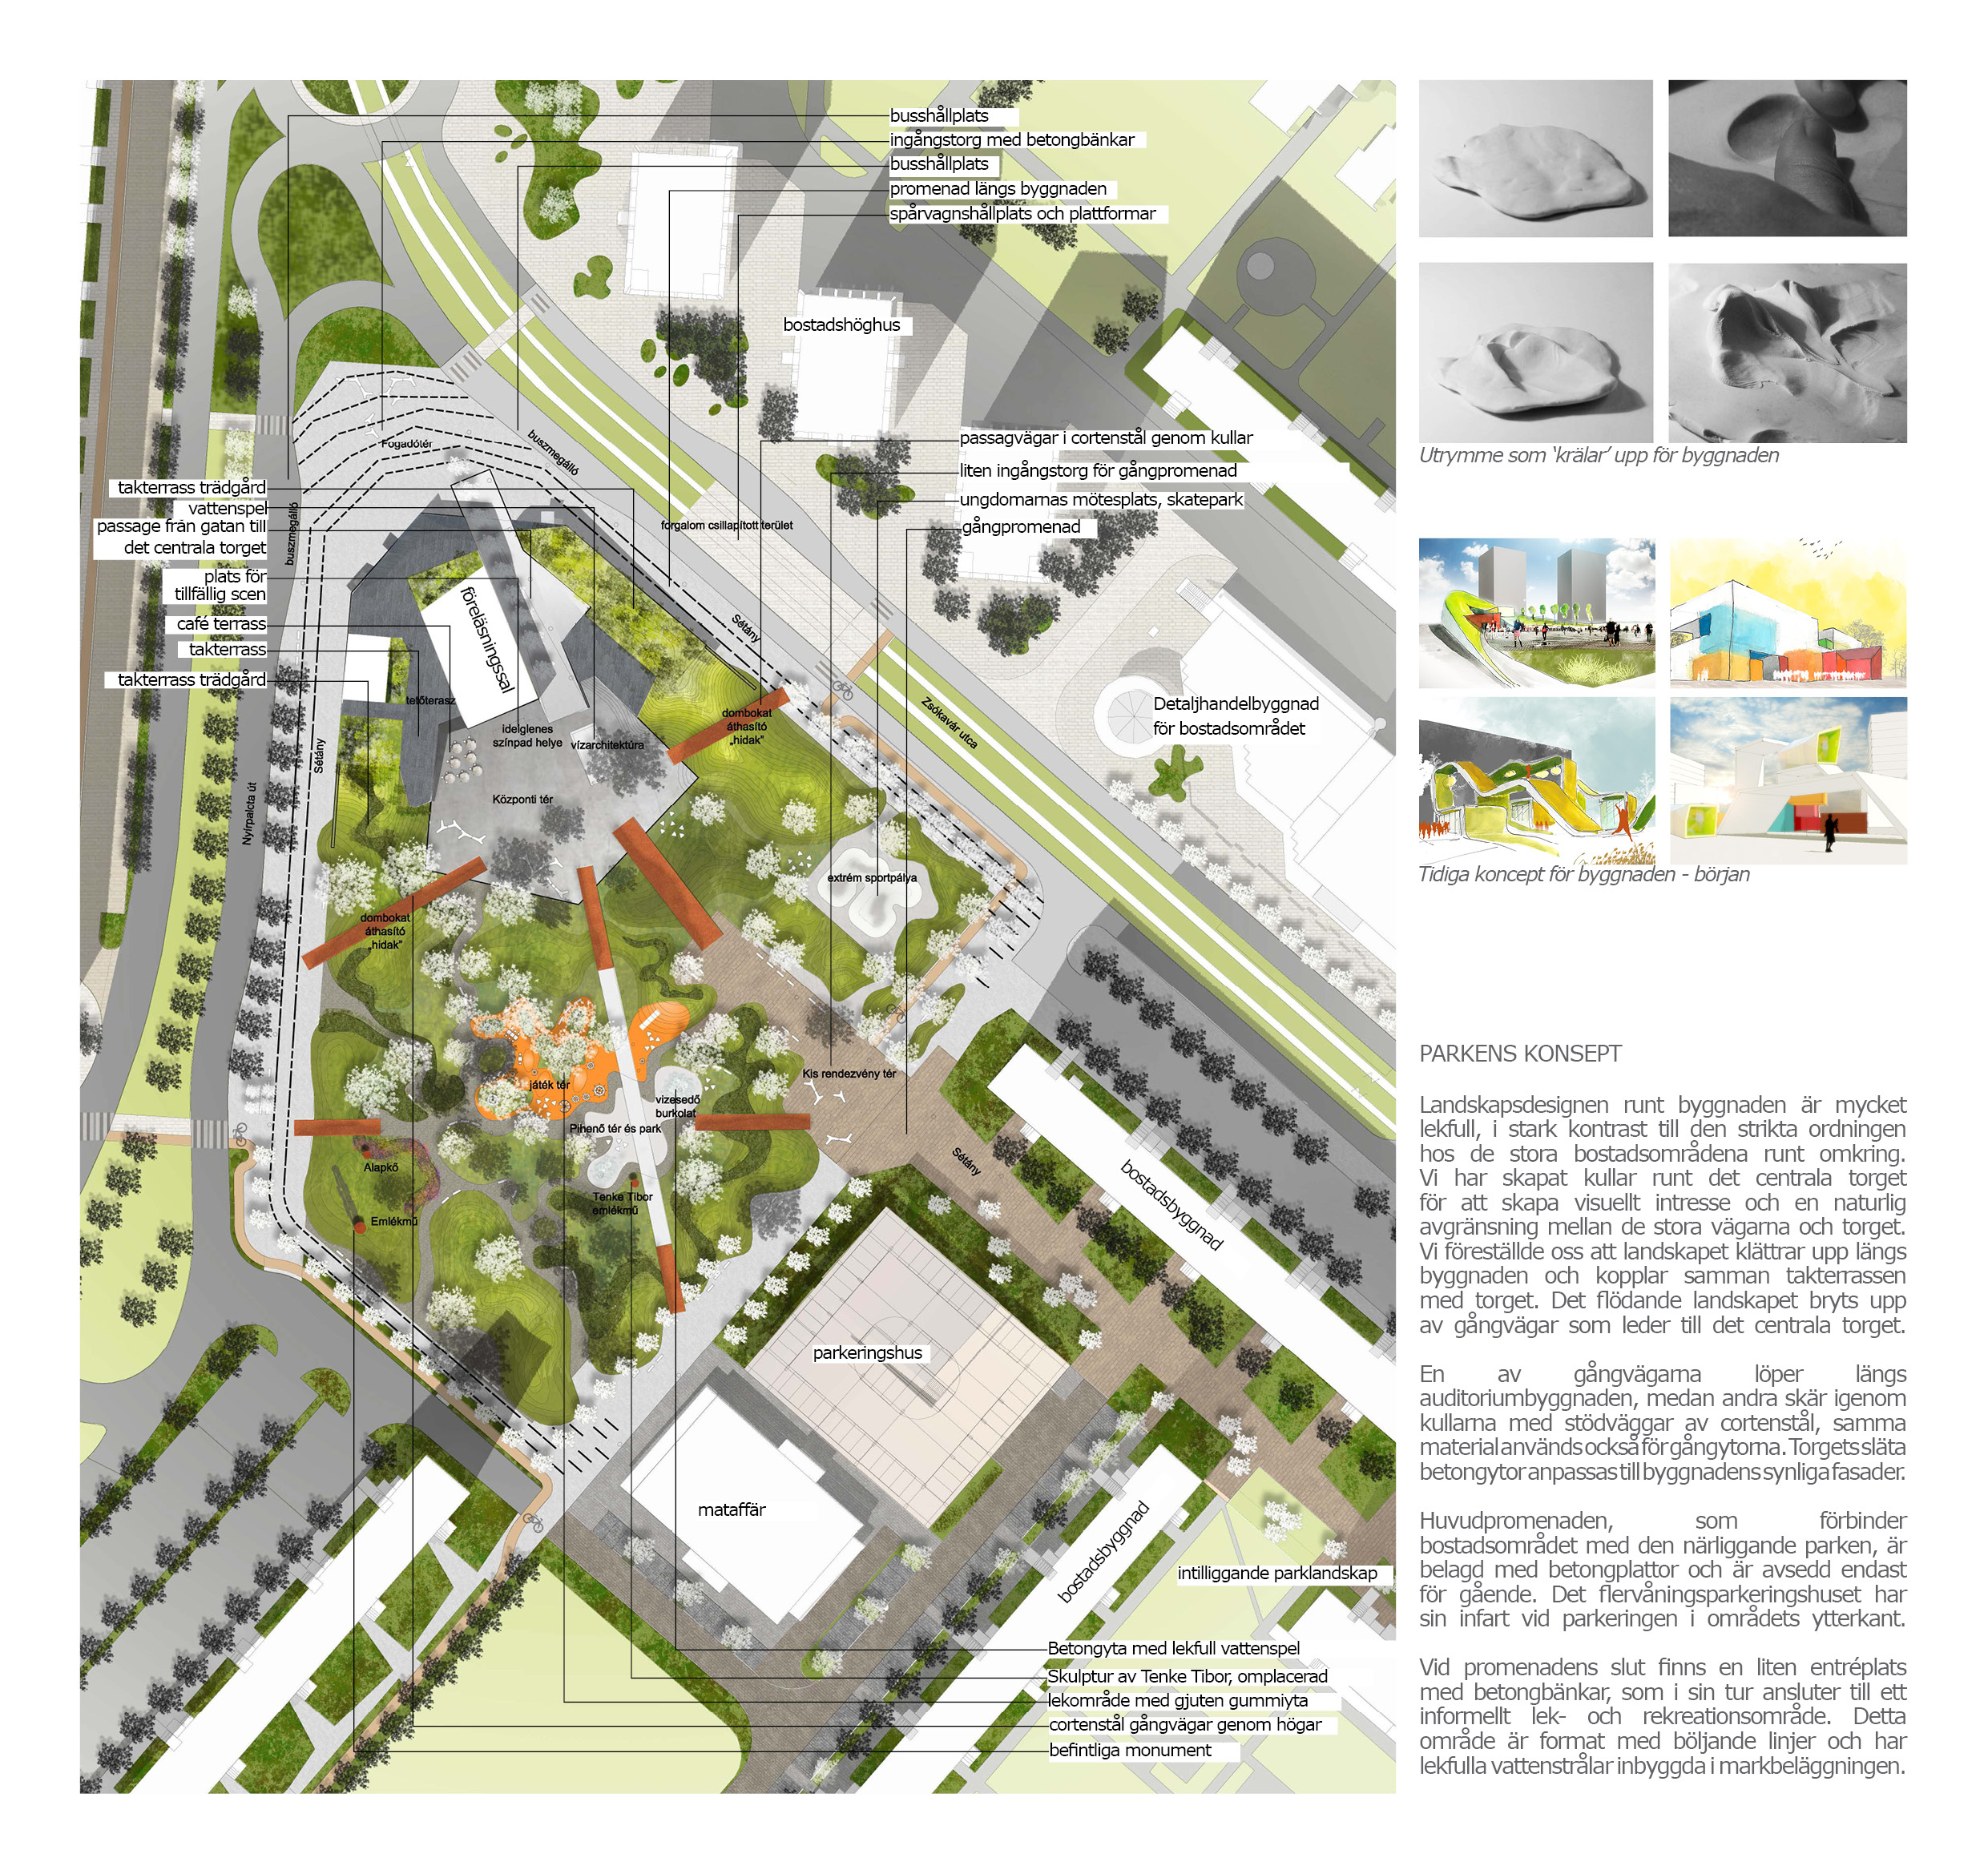 busshållplats
ingångstorg med betongbänkar
busshållplats
promenad längs byggnaden
spårvagnshållplats och plattformar
bostadshöghus
passagvägar i cortenstål genom kullar
liten ingångstorg för gångpromenad
ungdomarnas mötesplats, skatepark
gångpromenad
Fogadótér
buszmegálló
buszmegálló
forgalom csillapított terület
takterrass trädgård
vattenspel
passage från gatan till
det centrala torget
plats för
tillfällig scen
café terrass
takterrass
takterrass trädgård
föreläsningssal
Sétány
Sétány
Nyírpalota út
Zsókavár utca
tetőterasz
ideiglenes
színpad helye
vízarchitektúra
Központi tér
dombokat
áthasító
„hidak”
Detaljhandelbyggnad
för bostadsområdet
extrém sportpálya
dombokat
áthasító
„hidak”
játék tér
vizesedő
burkolat
Pihenő tér és park
Kis rendezvény tér
Alapkő
Emlékmű
Tenke Tibor
emlékmű
Sétány
bostadsbyggnad
parkeringshus
mataffär
bostadsbyggnad
intilliggande parklandskap
Betongyta med lekfull vattenspel
Skulptur av Tenke Tibor, omplacerad
lekområde med gjuten gummiyta
cortenstål gångvägar genom högar
befintliga monument
Utrymme som ‘krälar’ upp för byggnaden
Tidiga koncept för byggnaden - början
PARKENS KONSEPT
Landskapsdesignen runt byggnaden är mycket
lekfull, i stark kontrast till den strikta ordningen
hos de stora bostadsområdena runt omkring.
Vi har skapat kullar runt det centrala torget
för att skapa visuellt intresse och en naturlig
avgränsning mellan de stora vägarna och torget.
Vi föreställde oss att landskapet klättrar upp längs
byggnaden och kopplar samman takterrassen
med torget. Det flödande landskapet bryts upp
av gångvägar som leder till det centrala torget.
En av gångvägarna löper längs
auditoriumbyggnaden, medan andra skär igenom
kullarna med stödväggar av cortenstål, samma
material används också för gångytorna. Torgets släta
betongytor anpassas till byggnadens synliga fasader.
Huvudpromenaden, som förbinder
bostadsområdet med den närliggande parken, är
belagd med betongplattor och är avsedd endast
för gående. Det flervåningsparkeringshuset har
sin infart vid parkeringen i områdets ytterkant.
Vid promenadens slut finns en liten entréplats
med betongbänkar, som i sin tur ansluter till ett
informellt lek- och rekreationsområde. Detta
område är format med böljande linjer och har
lekfulla vattenstrålar inbyggda i markbeläggningen.